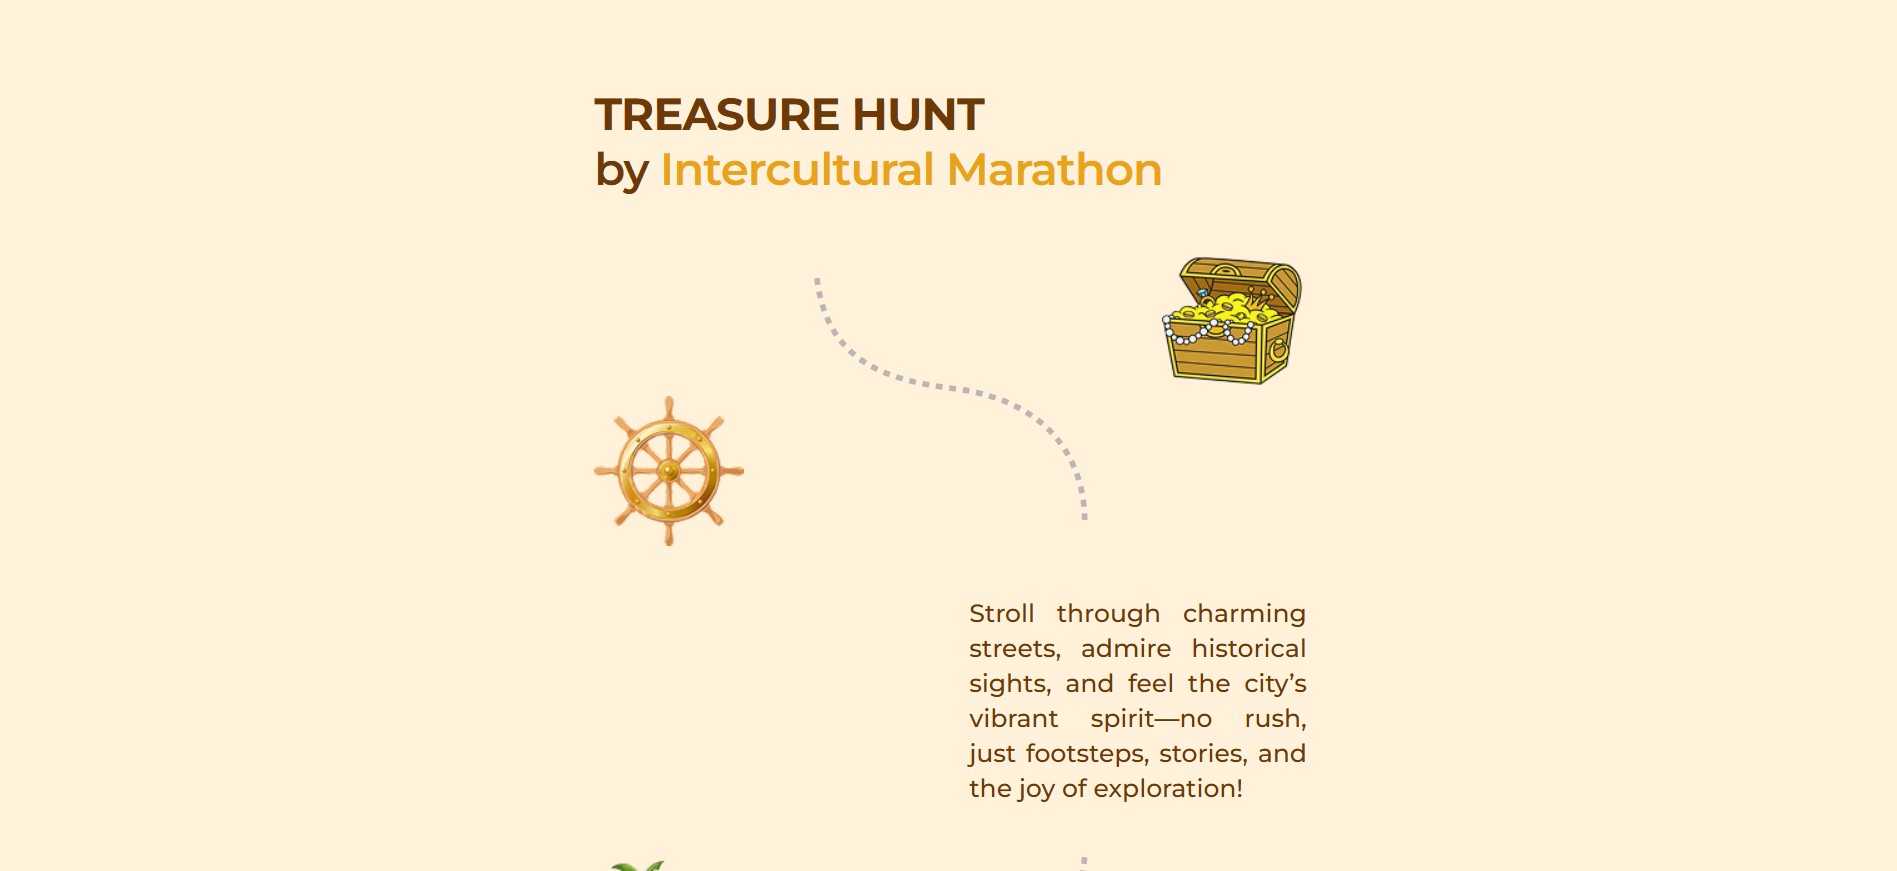 TREASURE HUNT
by Intercultural Marathon
Stroll through charming
streets, admire historical
sights, and feel the city’s
vibrant spirit—no rush,
just footsteps, stories, and
the joy of exploration!